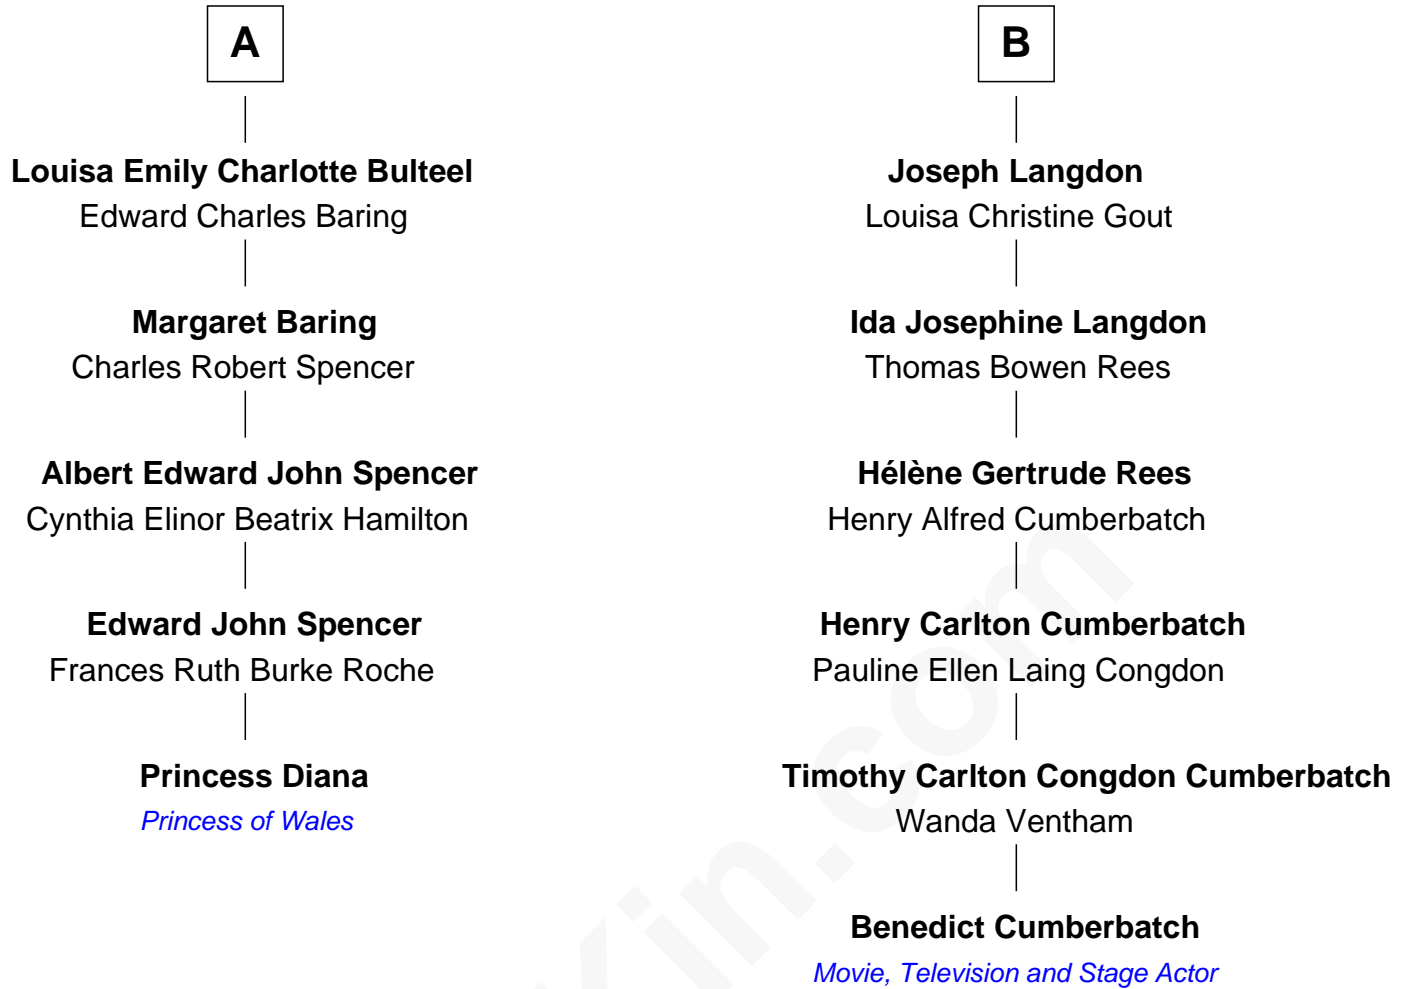 A
Louisa Emily Charlotte Bulteel
Edward Charles Baring
Margaret Baring
Charles Robert Spencer
Albert Edward John Spencer
Cynthia Elinor Beatrix Hamilton
Edward John Spencer
Frances Ruth Burke Roche
Princess Diana
Princess of Wales
B
Joseph Langdon
Louisa Christine Gout
Ida Josephine Langdon
Thomas Bowen Rees
Hélène Gertrude Rees
Henry Alfred Cumberbatch
Henry Carlton Cumberbatch
Pauline Ellen Laing Congdon
Timothy Carlton Congdon Cumberbatch
Wanda Ventham
Benedict Cumberbatch
Movie, Television and Stage Actor